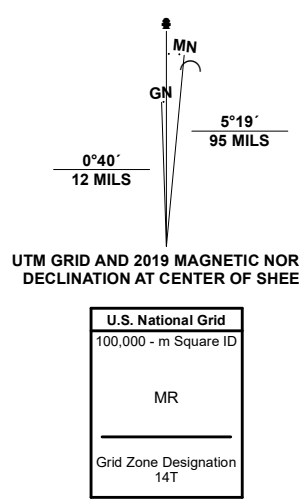 MN
GN
5°19´
95 MILS
0°40´
12 MILS
UTM GRID AND 2019 MAGNETIC NOR
DECLINATION AT CENTER OF SHEE
U.S. National Grid
100,000 - m Square ID
MR
Grid Zone Designation
14T